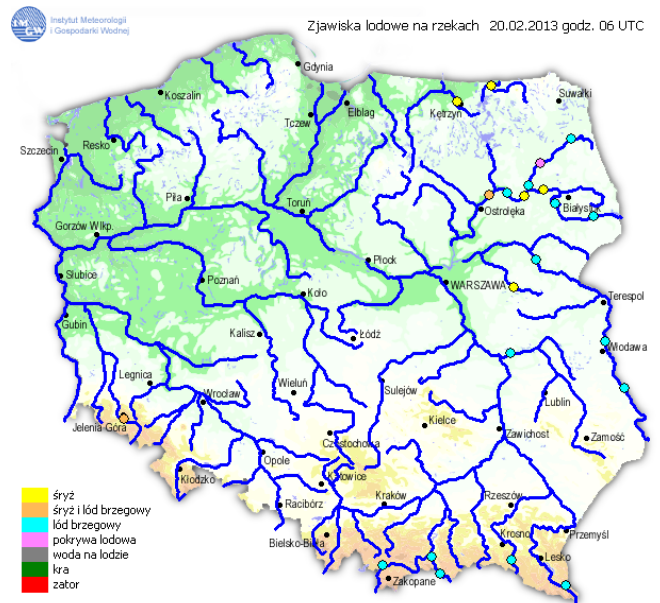 Instytut Meteorologii
i Gospodarki Wodnej
Zjawiska lodowe na rzekach 20.02.2013 godz. 06 UTC
Gdynia
Koszalin
Tczew
Elbląg
Kętrzyn
Suwałki
Szczecin
Resko
Piła
Toruń
Ostrołęka
Białystok
Gorzów Wlkp.
Płock
Słubice
Poznań
Koło
WARSZAWA
Terespol
Gubin
Kalisz
Łódź
Włodawa
Legnica
Wrocław
Wieluń
Sulejów
Lublin
Jelenia Góra
Kielce
Zawichost
Zamość
Częstochowa
Opole
Kłodzko
Katowice
Racibórz
Kraków
Rzeszów
Bielsko-Biała
Krosno
Przemyśl
Lesko
Zakopane
śryż
śryż i lód brzegowy
lód brzegowy
pokrywa lodowa
woda na lodzie
kra
zator